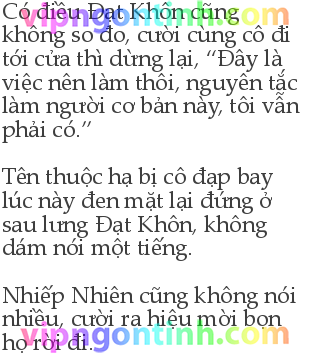 Có điều Đạt Khôn cũng
không so đo, cười cùng cô đi
tới cửa thì dừng lại, “Đây là
việc nên làm thôi, nguyên tắc
làm người cơ bản này, tôi vẫn
phải có.”
Tên thuộc hạ bị cô đạp bay
lúc này đen mặt lại đứng ở
sau lưng Đạt Khôn, không
dám nói một tiếng.
Nhiếp Nhiên cũng không nói
nhiều, cười ra hiệu mời bọn
họ rời đi.
vipngontinh.com
vipngontinh.com